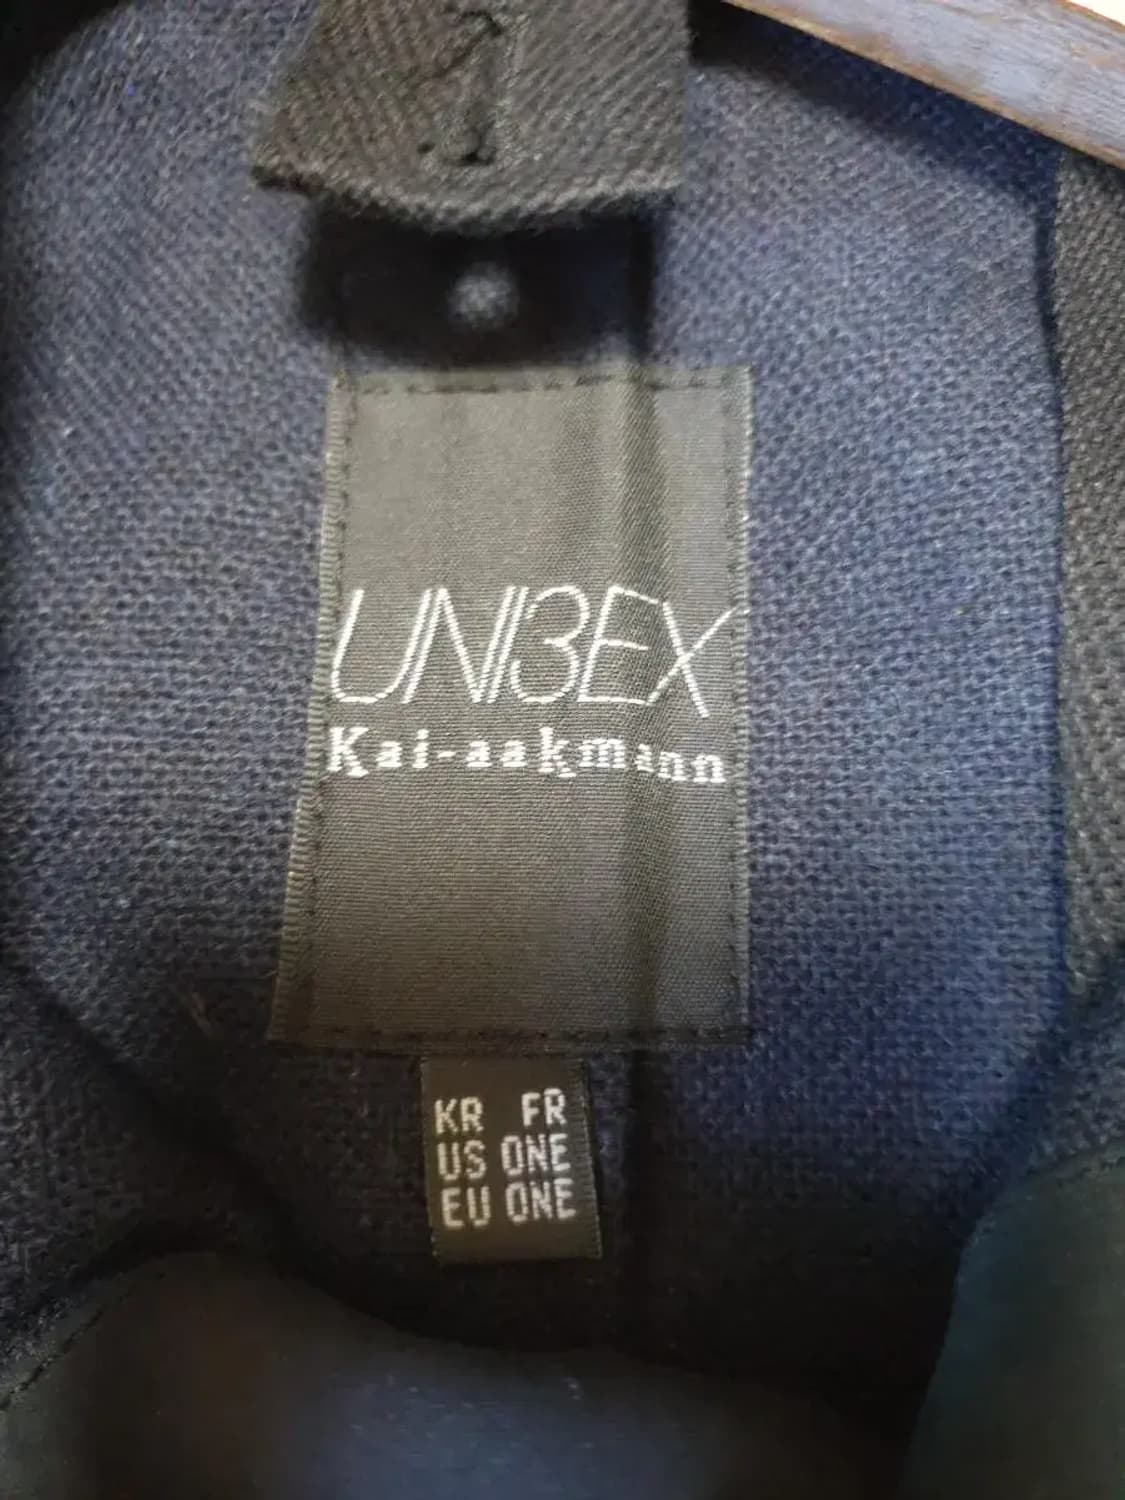 UNI3EX
Kai-aakmann
KR FR
US ONE
EU ONE